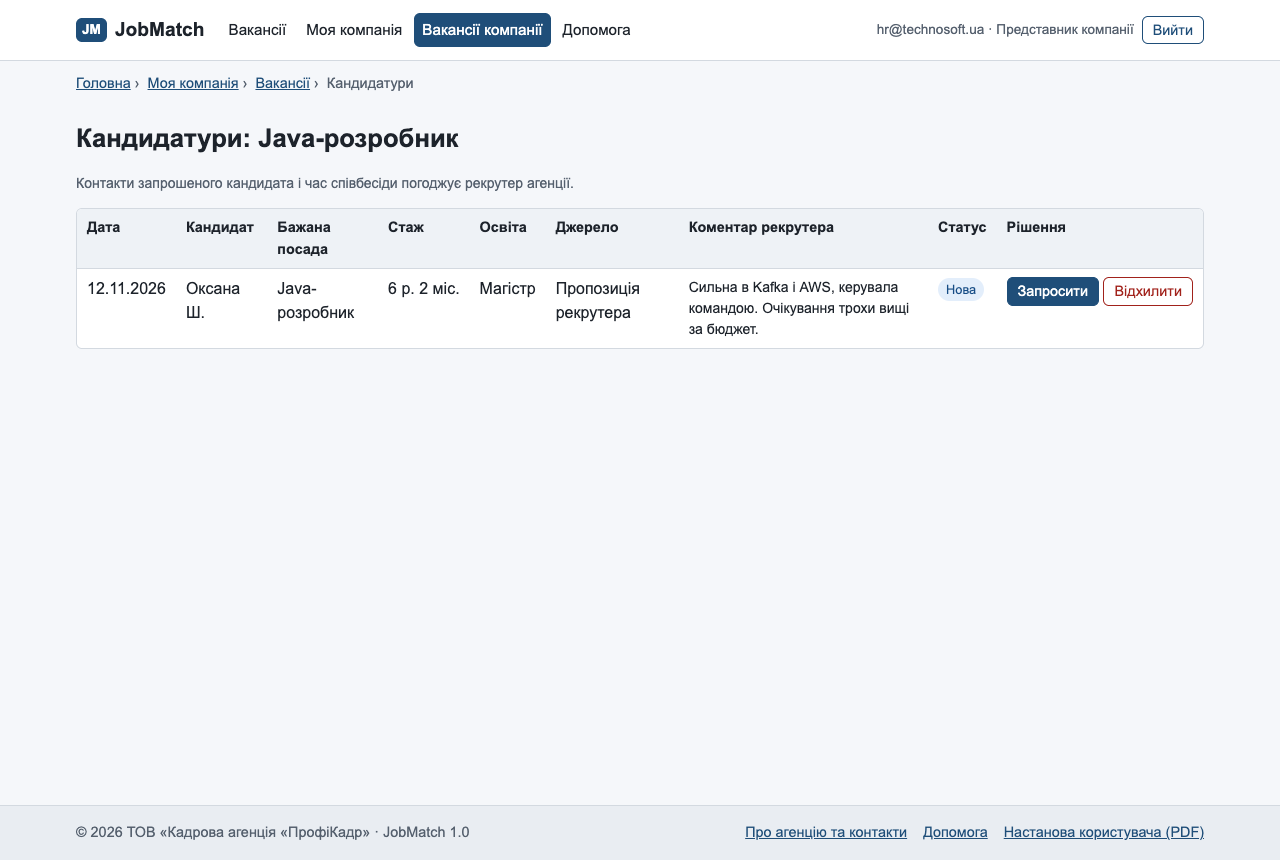 JM JobMatch Вакансії Моя компанія Вакансії компанії Допомога hr@technosoft.ua · Представник компанії Вийти
Головна › Моя компанія › Вакансії › Кандидатури
Кандидатури: Java-розробник
Контакти запрошеного кандидата і час співбесіди погоджує рекрутер агенції.
Дата Кандидат Бажана посада Стаж Освіта Джерело Коментар рекрутера Статус Рішення
12.11.2026 Оксана Ш. Java-розробник 6 р. 2 міс. Магістр Пропозиція рекрутера Сильна в Kafka і AWS, керувала командою. Очікування трохи вищі за бюджет. Нова Запросити Відхилити
© 2026 ТОВ «Кадрова агенція «ПрофіКадр» · JobMatch 1.0 Про агенцію та контакти Допомога Настанова користувача (PDF)